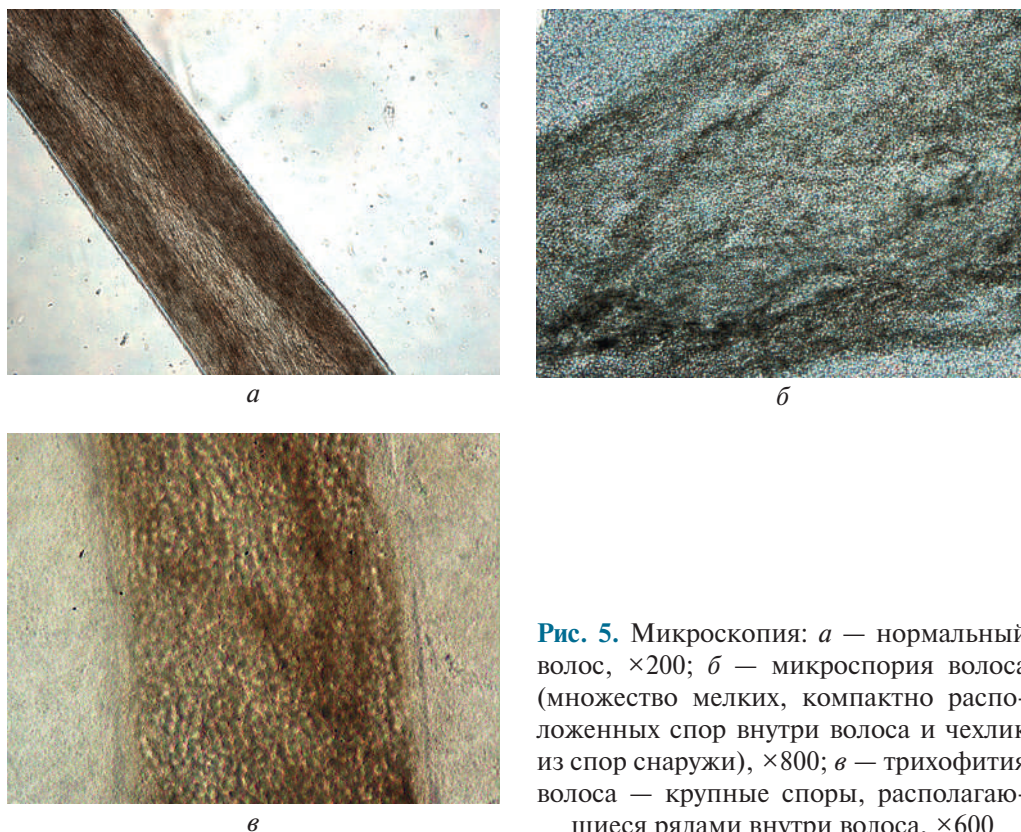 а
б
в
Рис. 5. Микроскопия: а — нормальный
волос, ×200; б — микроспория волоса
(множество мелких, компактно распо-
ложенных спор внутри волоса и чехлик
из спор снаружи), ×800; в — трихофития
волоса — крупные споры, располагаю-
щиеся рядами внутри волоса, ×600